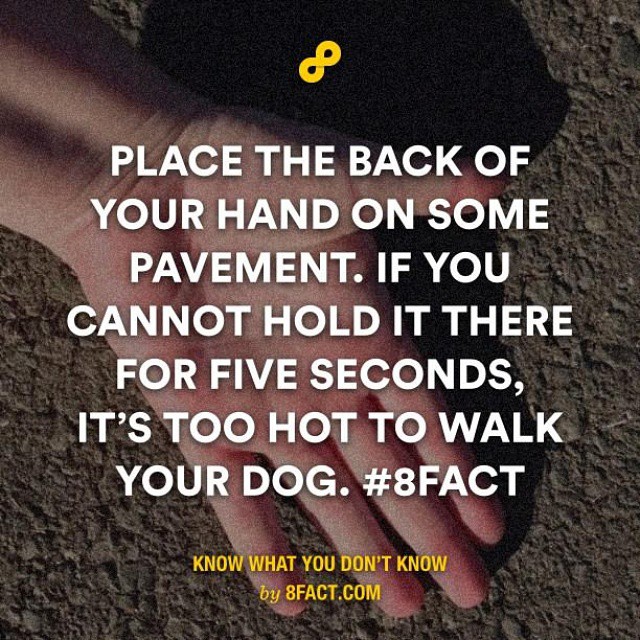 PLACE THE BACK OF
YOUR HAND ON SOME
PAVEMENT. IF YOU
CANNOT HOLD IT THERE
FOR FIVE SECONDS,
IT'S TOO HOT TO WALK
YOUR DOG. #8FACT
KNOW WHAT YOU DON'T KNOW
by 8FACT.COM